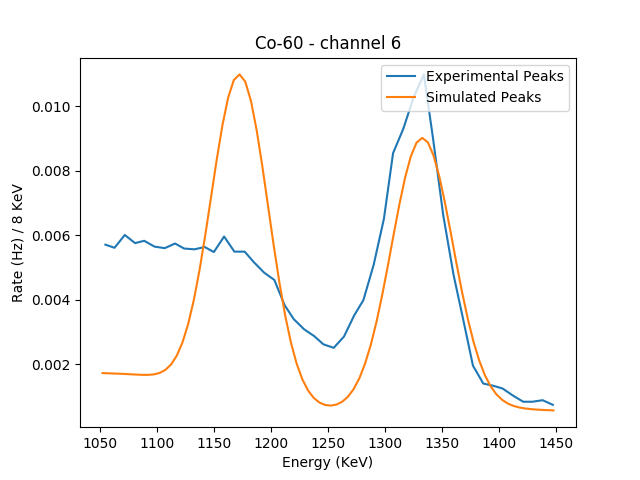 Co-60 - channel 6
Experimental Peaks
Simulated Peaks
Rate (Hz) / 8 KeV
0.010
0.008
0.006
0.004
0.002
1050 1100 1150 1200 1250 1300 1350 1400 1450
Energy (KeV)